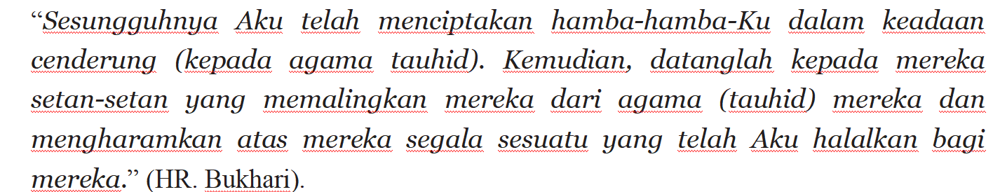 “Sesungguhnya Aku telah menciptakan hamba-hamba-Ku dalam keadaan
cenderung (kepada agama tauhid). Kemudian, datanglah kepada mereka
setan-setan yang memalingkan mereka dari agama (tauhid) mereka dan
mengharamkan atas mereka segala sesuatu yang telah Aku halalkan bagi
mereka.” (HR. Bukhari).